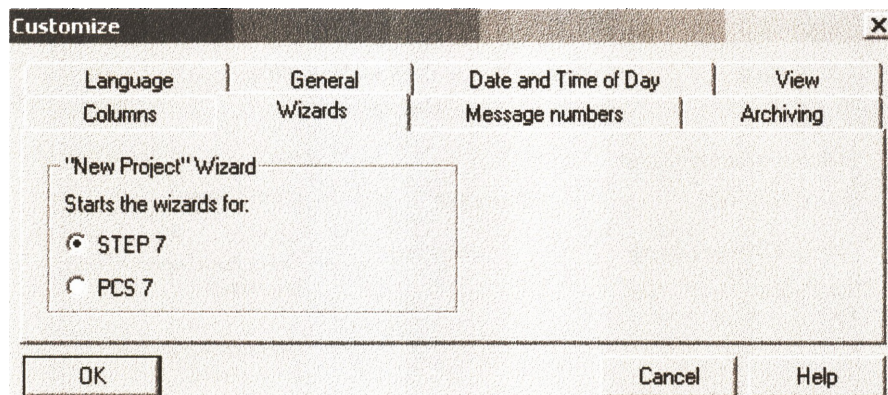 Customize
Language General Date and Time of Day View
Columns Wizards Message numbers Archiving
"New Project" Wizard
Starts the wizards for:
STEP 7
PCS 7
OK Cancel Help